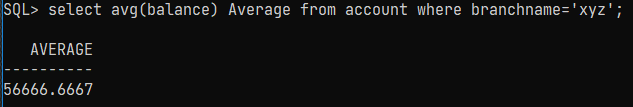 SQL> select avg(balance) Average from account where branchname='xyz';
AVERAGE
----------
56666.6667